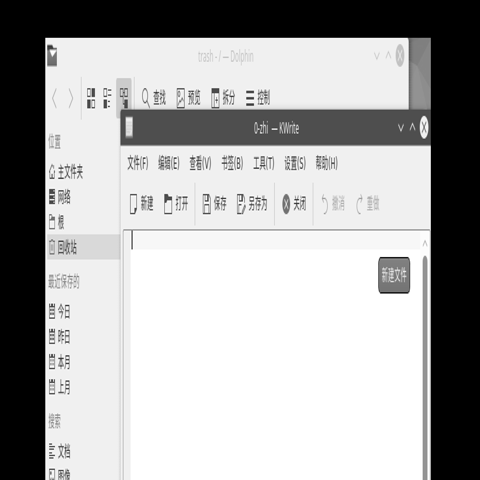 trash - / — Dolphin
查找 预览 拆分 控制
位置
主文件夹
网络
根
回收站
最近保存的
今日
昨日
本月
上月
搜索
文档
图像
0-zhi — KWrite
文件(F) 编辑(E) 查看(V) 书签(B) 工具(T) 设置(S) 帮助(H)
新建 打开 保存 另存为 关闭 撤消 重做
新建文件